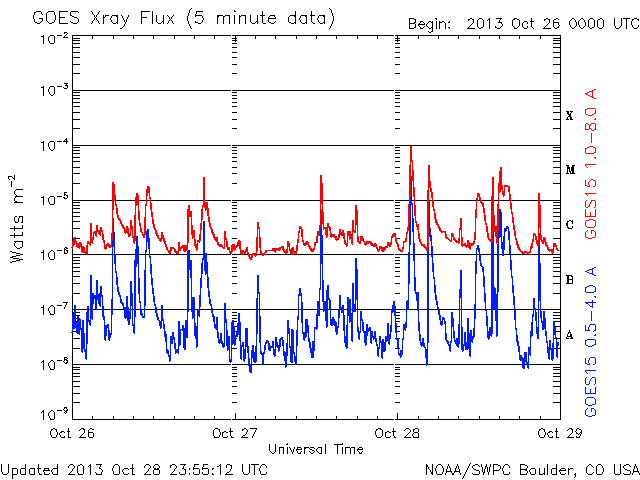 GOES Xray Flux (5 minute data)
Begin: 2013 Oct 26 0000 UTC
10⁻²
10⁻³
10⁻⁴
10⁻⁵
10⁻⁶
10⁻⁷
10⁻⁸
10⁻⁹
Watts m⁻²
X
M
C
B
A
GOES15 1.0-8.0 A
GOES15 0.5-4.0 A
Oct 26
Oct 27
Oct 28
Oct 29
Universal Time
Updated 2013 Oct 28 23:55:12 UTC
NOAA/SWPC Boulder, CO USA